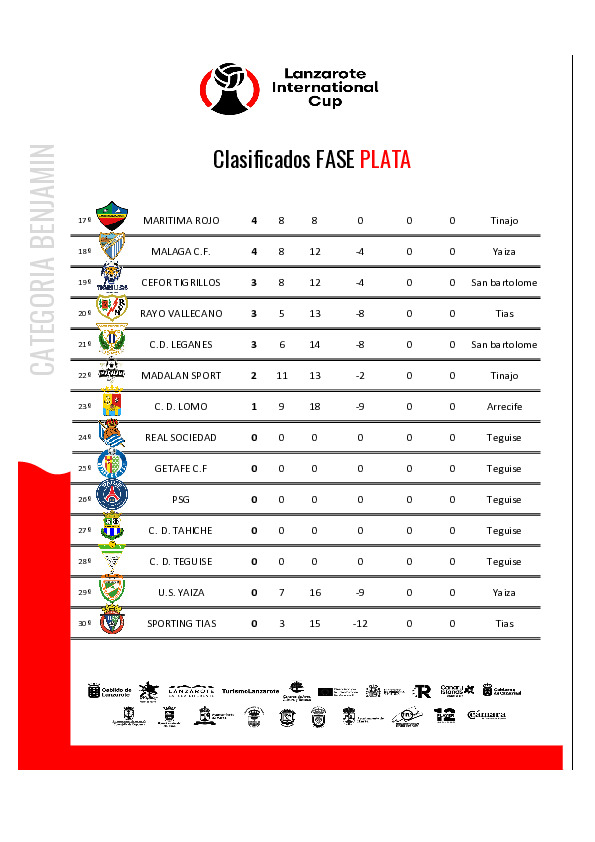 Lanzarote
International
Cup
Clasificados FASE PLATA
CATEGORIA BENJAMIN
17º MARITIMA ROJO 4 8 8 0 0 0 Tinajo
18º MALAGA C.F. 4 8 12 -4 0 0 Yaiza
19º CEFOR TIGRILLOS 3 8 12 -4 0 0 San bartolome
20º RAYO VALLECANO 3 5 13 -8 0 0 Tias
21º C.D. LEGANES 3 6 14 -8 0 0 San bartolome
22º MADALAN SPORT 2 11 13 -2 0 0 Tinajo
23º C. D. LOMO 1 9 18 -9 0 0 Arrecife
24º REAL SOCIEDAD 0 0 0 0 0 0 Teguise
25º GETAFE C.F 0 0 0 0 0 0 Teguise
26º PSG 0 0 0 0 0 0 Teguise
27º C. D. TAHICHE 0 0 0 0 0 0 Teguise
28º C. D. TEGUISE 0 0 0 0 0 0 Teguise
29º U.S. YAIZA 0 7 16 -9 0 0 Yaiza
30º SPORTING TIAS 0 3 15 -12 0 0 Tias
Cabildo de
Lanzarote
LANZAROTE
TurismoLanzarote
Canary
Islands
Gobierno
de Canarias
12
Cámara